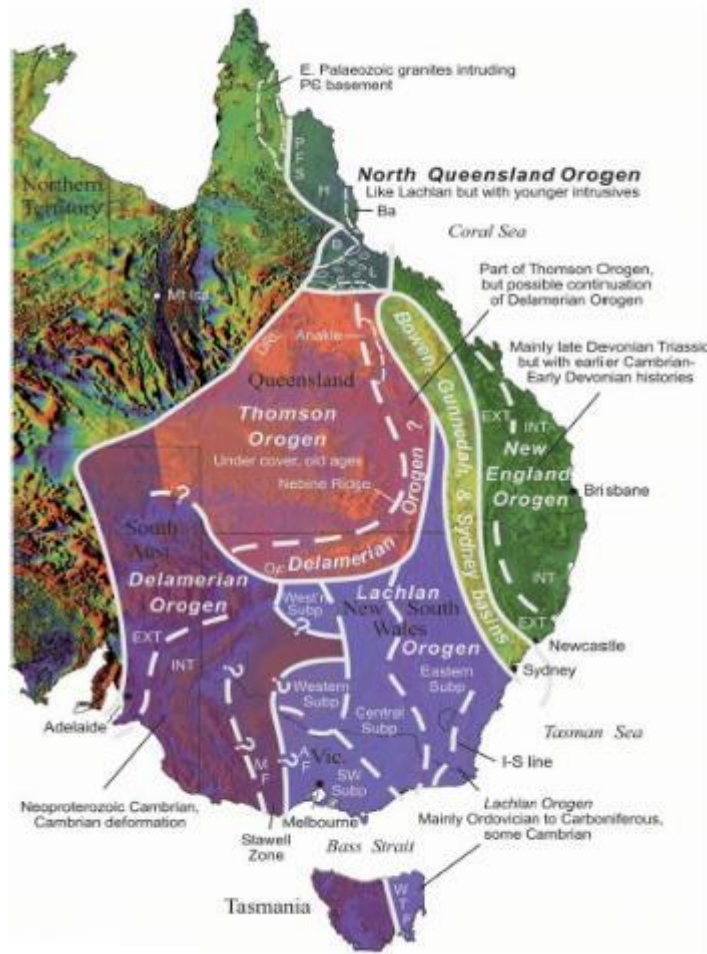 E. Palaeozoic granites intruding
PЄ basement
P
F
S
H
North Queensland Orogen
Like Lachlan but with younger intrusives
Ba
Northern
Territory
Coral Sea
B
L
Mt Isa
Part of Thomson Orogen,
but possible continuation
of Delamerian Orogen
Anakie
Queensland
Bowen, Gunnedah, & Sydney basins
Mainly late Devonian Triassic
but with earlier Cambrian-
Early Devonian histories
EXT
INT
Thomson
Orogen
Under cover, old ages
New
England
Orogen
Nebine Ridge
Brisbane
?
South
Aust
Delamerian Orogen ?
INT
Delamerian
Orogen
West'n
Subp
Lachlan
New South
Wales
Orogen
EXT
EXT
INT
?
Newcastle
Sydney
Eastern
Subp
Western
Subp
Central
Subp
?
?
?
Adelaide
Tasman Sea
I-S line
Vic.
M
F
A
F
?
?
SW
Subp
Neoproterozoic Cambrian,
Cambrian deformation
Melbourne
Stawell
Zone
Lachlan Orogen
Mainly Ordovician to Carboniferous,
some Cambrian
Bass Strait
Tasmania
W
T